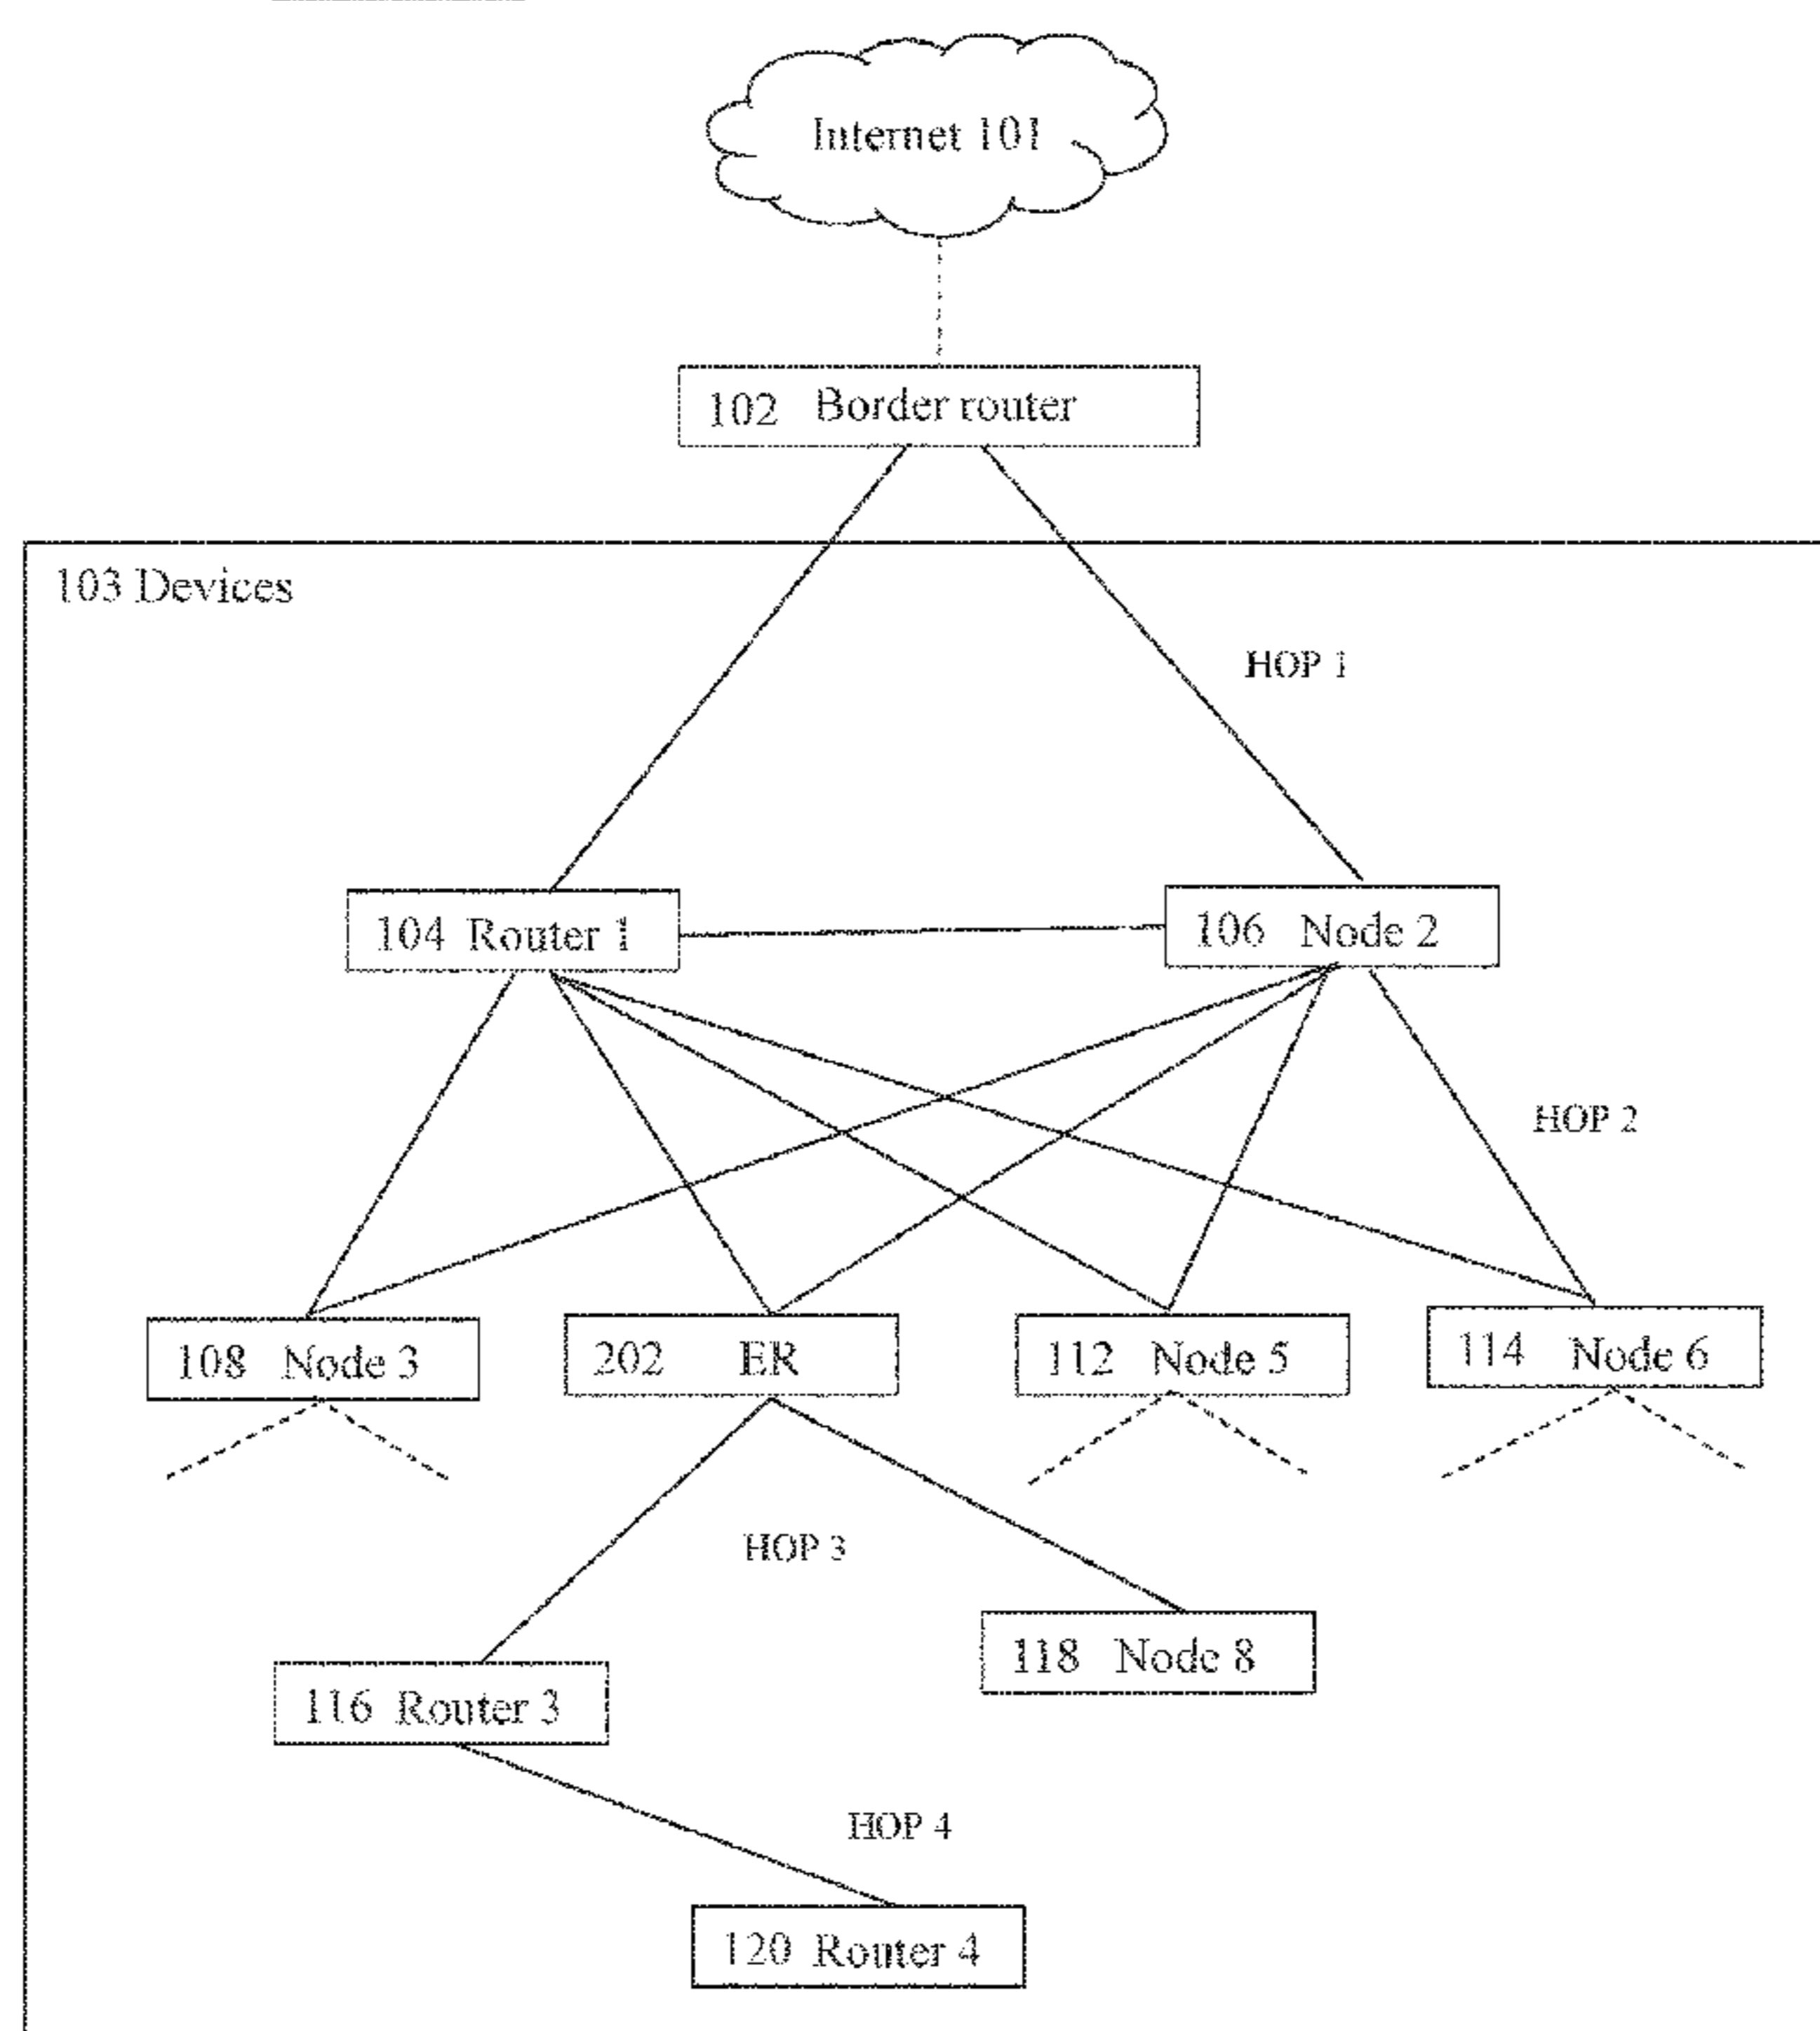 Internet 101
102 Border router
103 Devices
HOP 1
104 Router 1
106 Node 2
HOP 2
108 Node 3
202 ER
112 Node 5
114 Node 6
HOP 3
118 Node 8
116 Router 3
HOP 4
120 Router 4